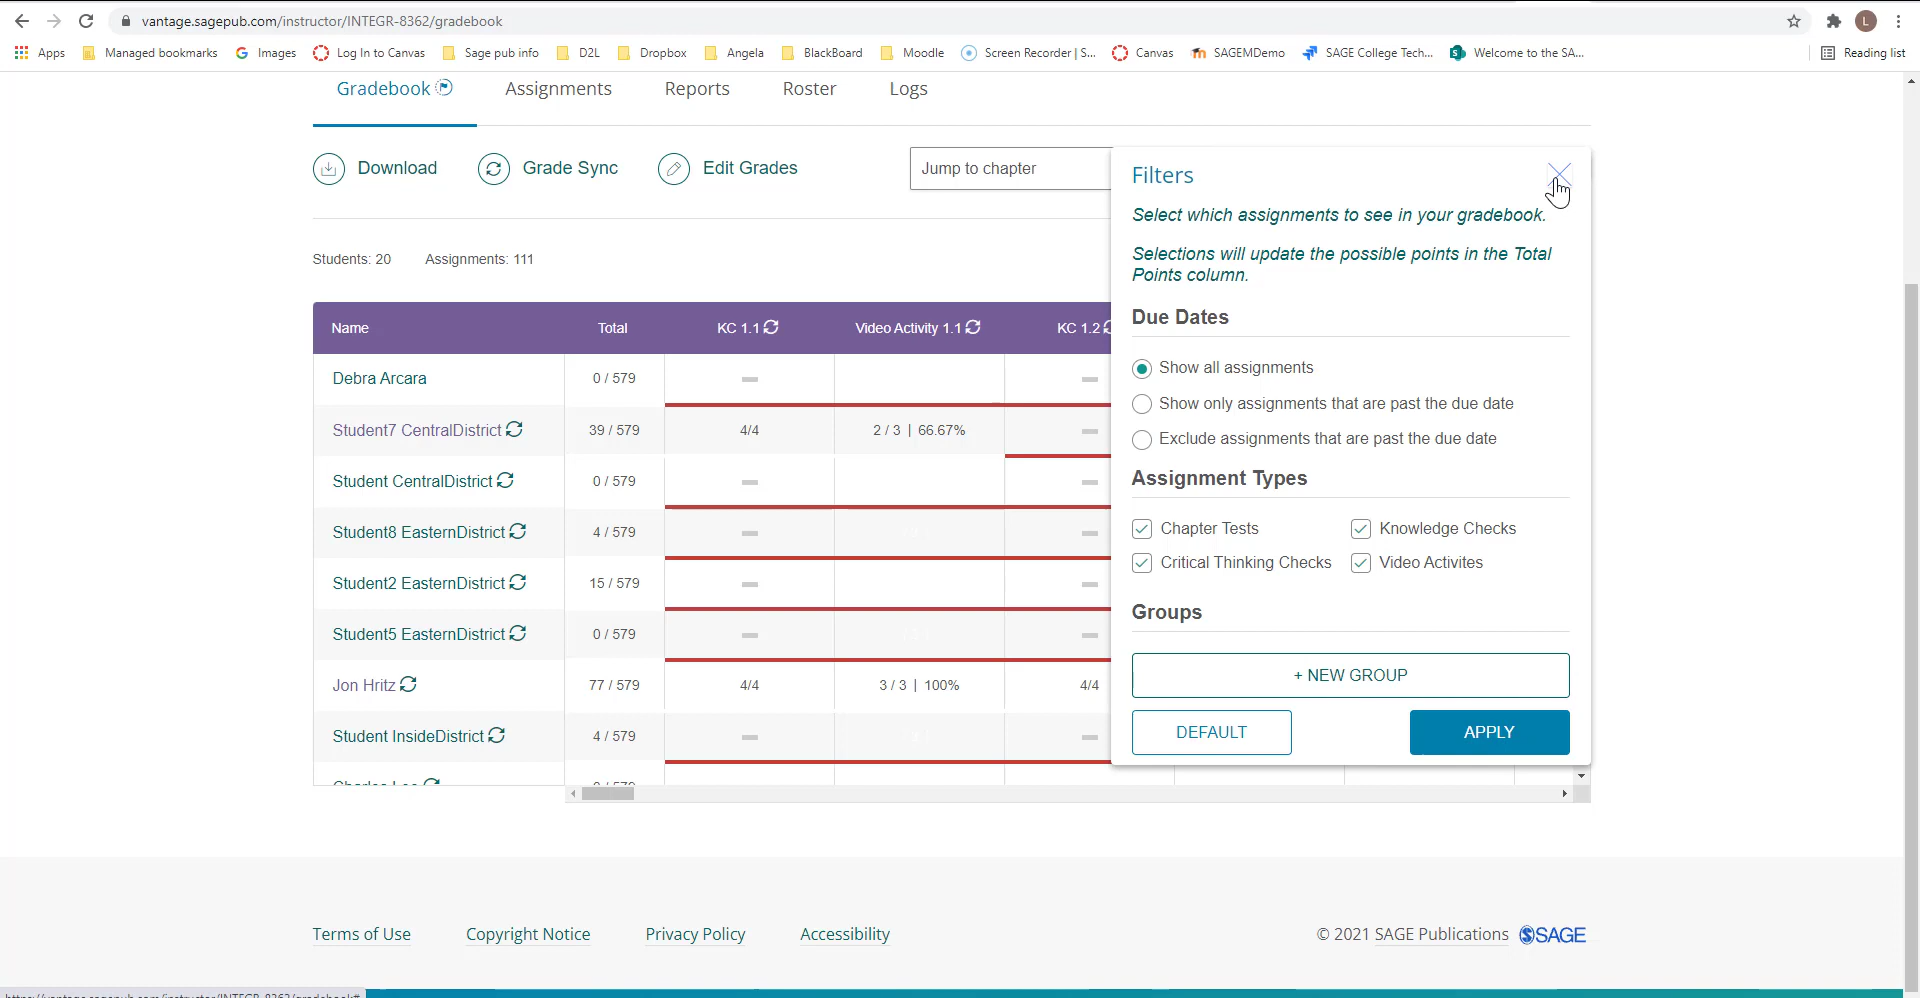 vantage.sagepub.com/instructor/INTEGR-8362/gradebook
L
Apps Managed bookmarks Images Log In to Canvas Sage pub info D2L Dropbox Angela BlackBoard Moodle Screen Recorder | S... Canvas SAGEMDemo SAGE College Tech... Welcome to the SA... Reading list
Gradebook Assignments Reports Roster Logs
Download Grade Sync Edit Grades Jump to chapter
Students: 20 Assignments: 111
Name Total KC 1.1 Video Activity 1.1 KC 1.2
Debra Arcara 0 / 579
Student7 CentralDistrict 39 / 579 4/4 2 / 3 | 66.67%
Student CentralDistrict 0 / 579
Student8 EasternDistrict 4 / 579
Student2 EasternDistrict 15 / 579
Student5 EasternDistrict 0 / 579
Jon Hritz 77 / 579 4/4 3 / 3 | 100% 4/4
Student InsideDistrict 4 / 579
Filters
Select which assignments to see in your gradebook.
Selections will update the possible points in the Total
Points column.
Due Dates
Show all assignments
Show only assignments that are past the due date
Exclude assignments that are past the due date
Assignment Types
Chapter Tests Knowledge Checks
Critical Thinking Checks Video Activites
Groups
+ NEW GROUP
DEFAULT APPLY
Terms of Use Copyright Notice Privacy Policy Accessibility © 2021 SAGE Publications SAGE